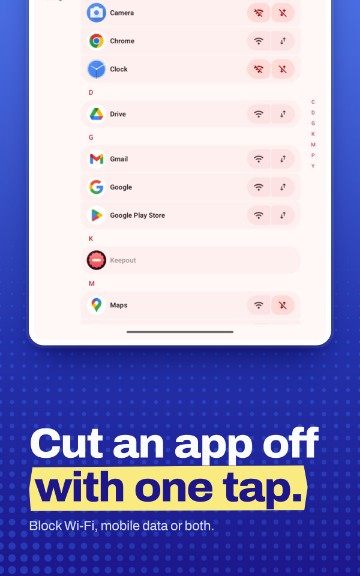 Camera
Chrome
Clock
D
Drive
G
Gmail
Google
Google Play Store
K
Keepout
M
Maps
C
D
G
K
M
P
Y
Cut an app off
with one tap.
Block Wi-Fi, mobile data or both.